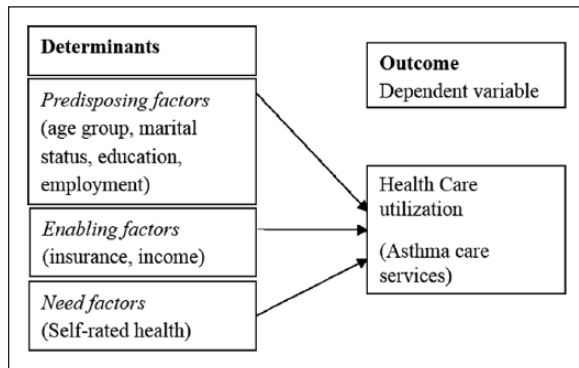 Determinants
Predisposing factors
(age group, marital
status, education,
employment)
Enabling factors
(insurance, income)
Need factors
(Self-rated health)
Outcome
Dependent variable
Health Care
utilization
(Asthma care
services)